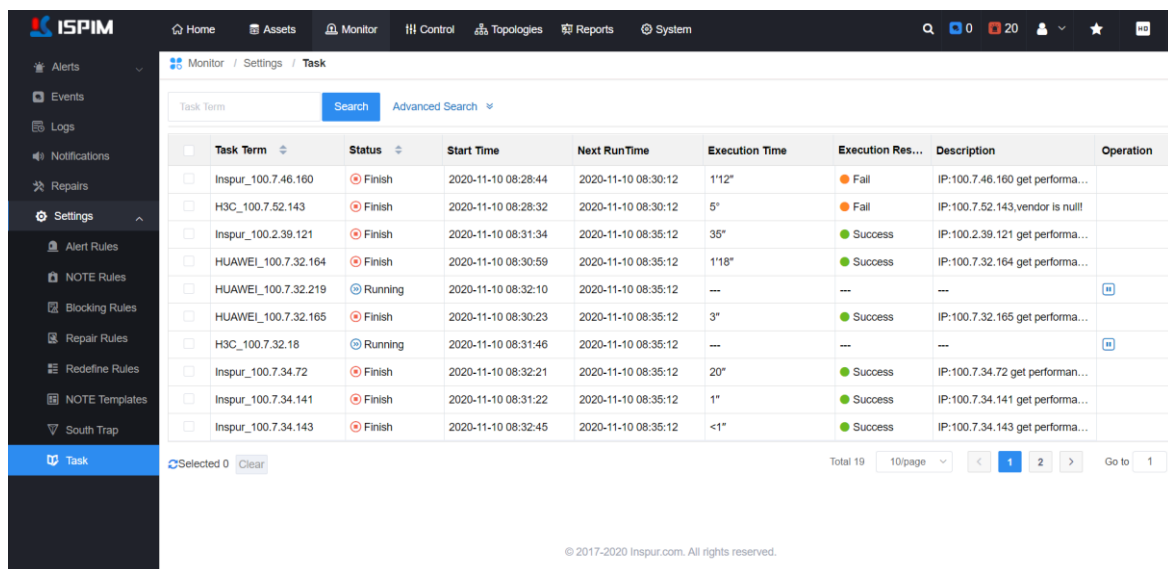 ISPIM Home Assets Monitor Control Topologies Reports System 0 20 HD
Alerts
Events
Logs
Notifications
Repairs
Settings
Alert Rules
NOTE Rules
Blocking Rules
Repair Rules
Redefine Rules
NOTE Templates
South Trap
Task
Monitor / Settings / Task
Task Term Search Advanced Search
Task Term Status Start Time Next RunTime Execution Time Execution Res... Description Operation
Inspur_100.7.46.160 Finish 2020-11-10 08:28:44 2020-11-10 08:30:12 1'12" Fail IP:100.7.46.160 get performa...
H3C_100.7.52.143 Finish 2020-11-10 08:28:32 2020-11-10 08:30:12 5" Fail IP:100.7.52.143,vendor is null!
Inspur_100.2.39.121 Finish 2020-11-10 08:31:34 2020-11-10 08:35:12 35" Success IP:100.2.39.121 get performa...
HUAWEI_100.7.32.164 Finish 2020-11-10 08:30:59 2020-11-10 08:35:12 1'18" Success IP:100.7.32.164 get performa...
HUAWEI_100.7.32.219 Running 2020-11-10 08:32:10 2020-11-10 08:35:12 --- --- ---
HUAWEI_100.7.32.165 Finish 2020-11-10 08:30:23 2020-11-10 08:35:12 3" Success IP:100.7.32.165 get performa...
H3C_100.7.32.18 Running 2020-11-10 08:31:46 2020-11-10 08:35:12 --- --- ---
Inspur_100.7.34.72 Finish 2020-11-10 08:32:21 2020-11-10 08:35:12 20" Success IP:100.7.34.72 get performan...
Inspur_100.7.34.141 Finish 2020-11-10 08:31:22 2020-11-10 08:35:12 1" Success IP:100.7.34.141 get performa...
Inspur_100.7.34.143 Finish 2020-11-10 08:32:45 2020-11-10 08:35:12 <1" Success IP:100.7.34.143 get performa...
Selected 0 Clear Total 19 10/page < 1 2 > Go to 1
© 2017-2020 Inspur.com. All rights reserved.